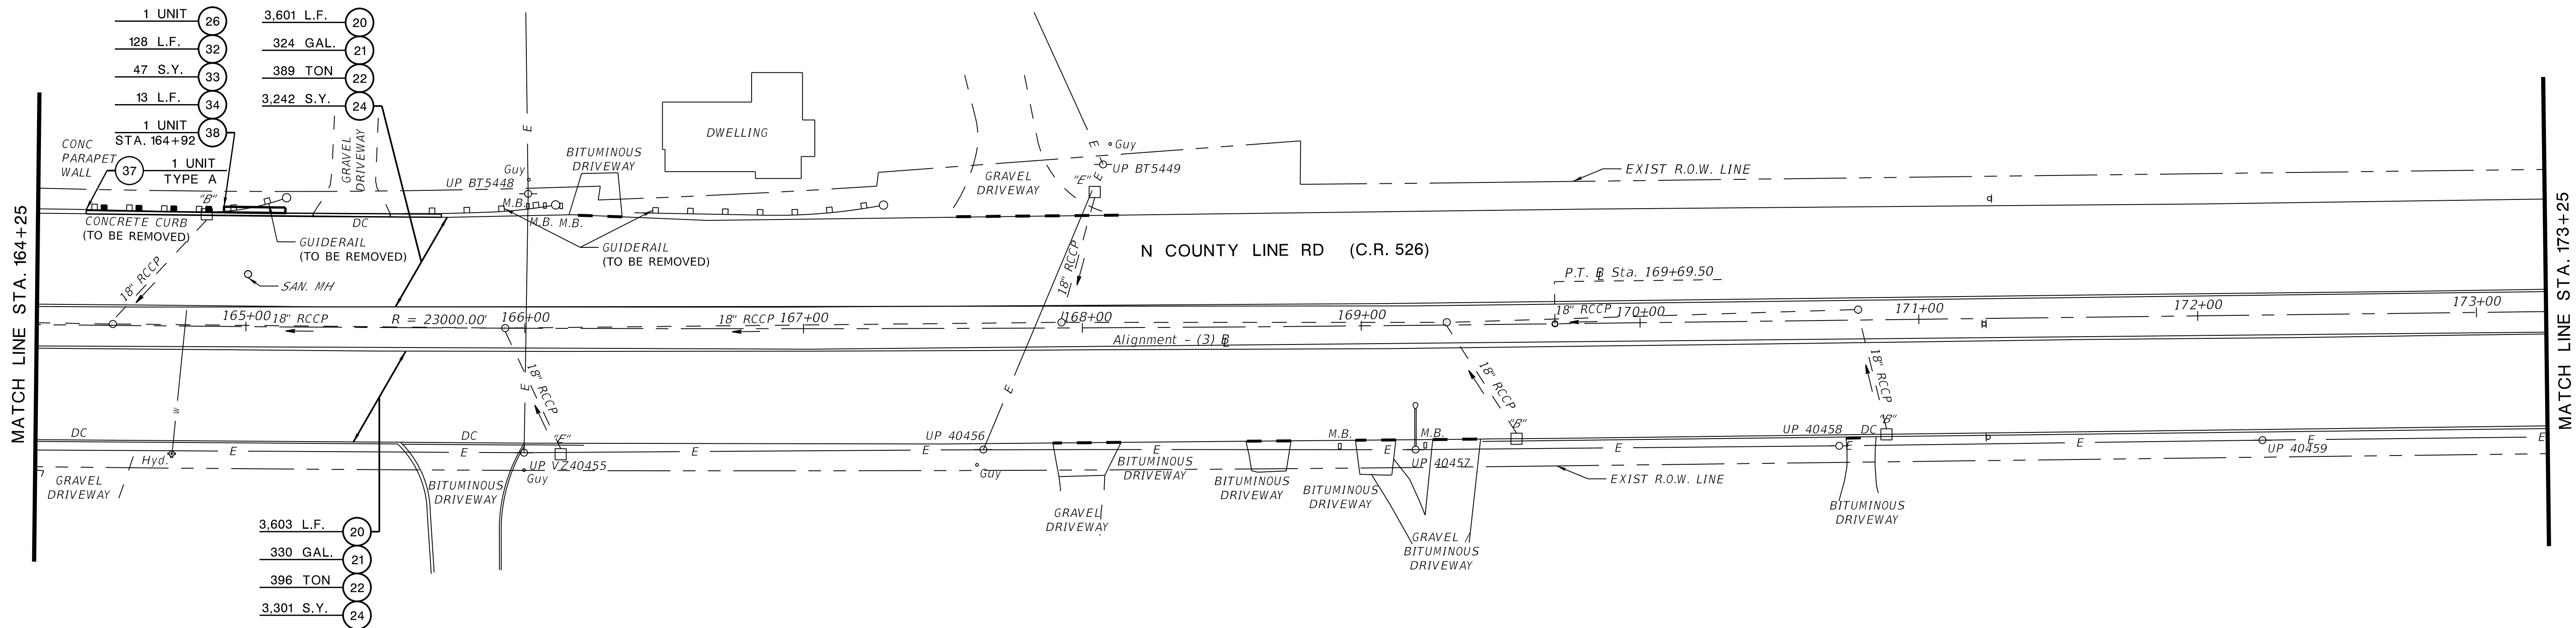 1 UNIT 26
128 L.F. 32
47 S.Y. 33
13 L.F. 34
1 UNIT 38
STA. 164+92
3,601 L.F. 20
324 GAL. 21
389 TON 22
3,242 S.Y. 24
CONC
PARAPET
WALL
37 1 UNIT
TYPE A
GRAVEL
DRIVEWAY
"B"
CONCRETE CURB
(TO BE REMOVED)
DC
GUIDERAIL
(TO BE REMOVED)
18" RCCP
SAN. MH
E
Guy
UP BT5448
BITUMINOUS
DRIVEWAY
M.B.
M.B. M.B.
GUIDERAIL
(TO BE REMOVED)
DWELLING
GRAVEL
DRIVEWAY
E
Guy
E
UP BT5449
"E"
E
18" RCCP
EXIST R.O.W. LINE
N COUNTY LINE RD (C.R. 526)
P.T. BL Sta. 169+69.50
MATCH LINE STA. 164+25
MATCH LINE STA. 173+25
165+00
18" RCCP
R = 23000.00'
166+00
18" RCCP
167+00
168+00
169+00
18" RCCP
170+00
171+00
172+00
173+00
Alignment - (3) BL
W
18" RCCP
E
E
18" RCCP
18" RCCP
DC
Hyd.
E
GRAVEL
DRIVEWAY
DC
E
"E"
UP VZ40455
Guy
BITUMINOUS
DRIVEWAY
E
UP 40456
E
Guy
BITUMINOUS
DRIVEWAY
GRAVEL
DRIVEWAY
E
BITUMINOUS
DRIVEWAY
M.B.
E
M.B.
UP 40457
BITUMINOUS
DRIVEWAY
GRAVEL /
BITUMINOUS
DRIVEWAY
"B"
E
EXIST R.O.W. LINE
UP 40458
DC
"B"
E
BITUMINOUS
DRIVEWAY
E
E
UP 40459
E
3,603 L.F. 20
330 GAL. 21
396 TON 22
3,301 S.Y. 24